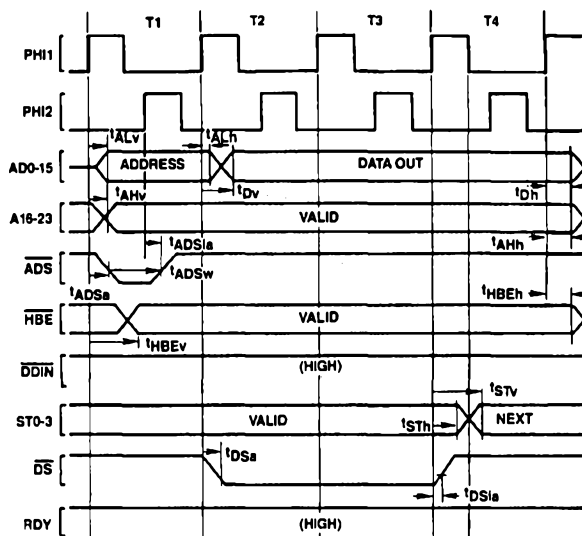 T1 T2 T3 T4
PHI1
PHI2
tALv tALh
AD0-15 ADDRESS DATA OUT
tAHv tDv tDh
A16-23 VALID
tADSia tAHh
ADS
tADSw
tADSa tHBEh
HBE VALID
tHBEv
DDIN (HIGH)
tSTv
ST0-3 VALID tSTh NEXT
DS tDSa
tDSia
RDY (HIGH)